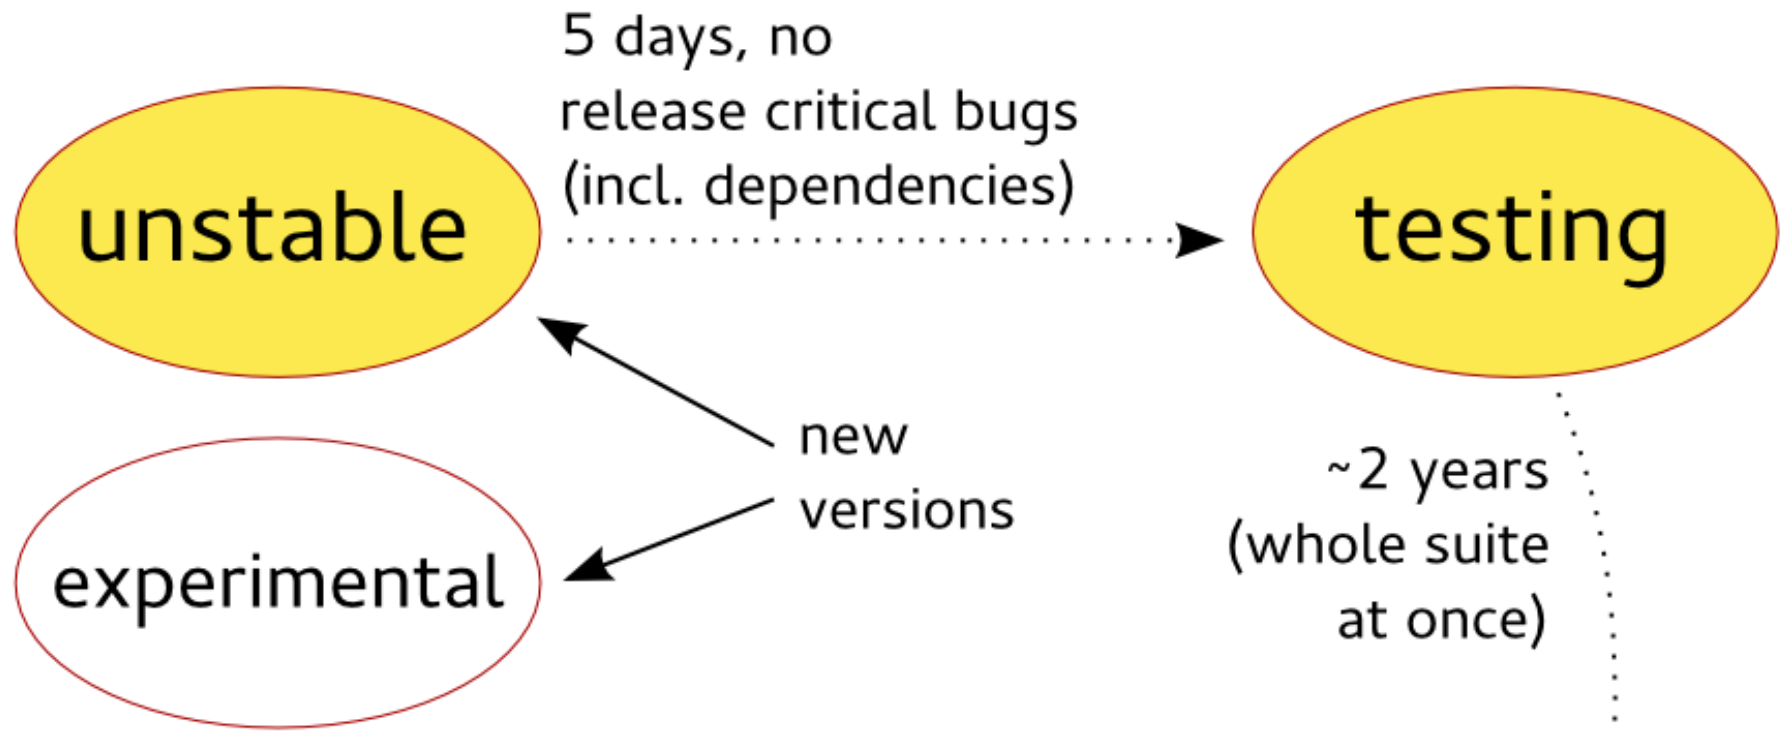 5 days, no
release critical bugs
(incl. dependencies)
unstable
testing
new
versions
~2 years
(whole suite
at once)
experimental